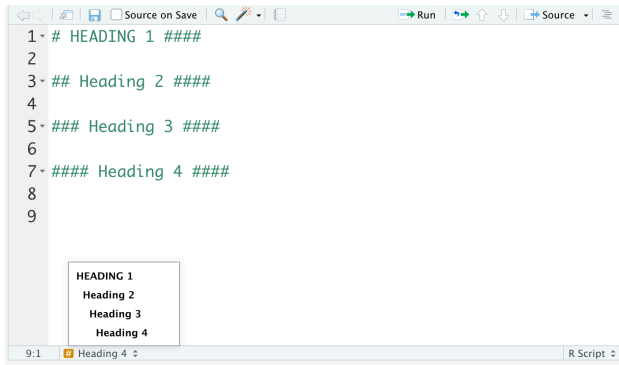 Source on Save Run Source
1 # HEADING 1 ####
2
3 ## Heading 2 ####
4
5 ### Heading 3 ####
6
7 #### Heading 4 ####
8
9
HEADING 1
Heading 2
Heading 3
Heading 4
9:1 # Heading 4 R Script